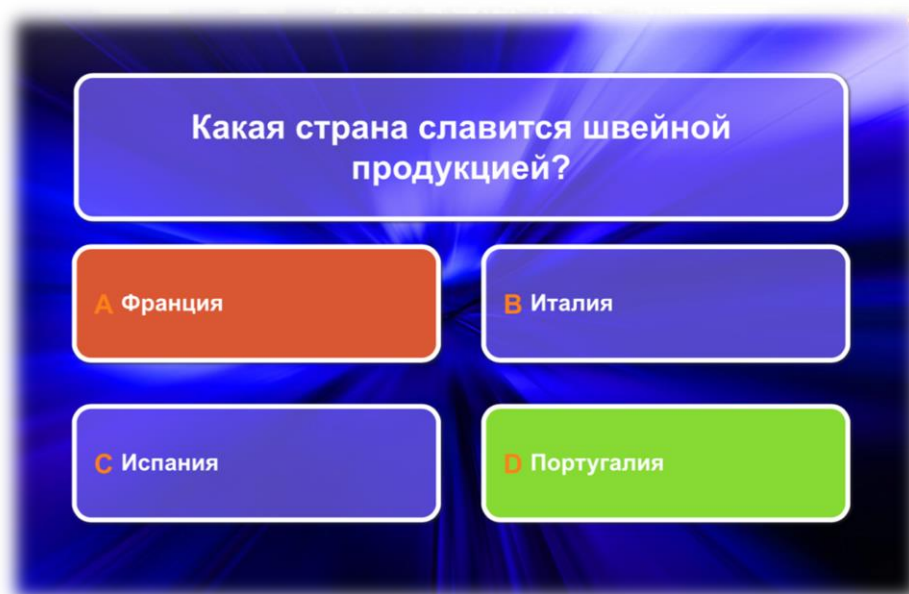 Какая страна славится швейной
продукцией?
A Франция
B Италия
C Испания
D Португалия